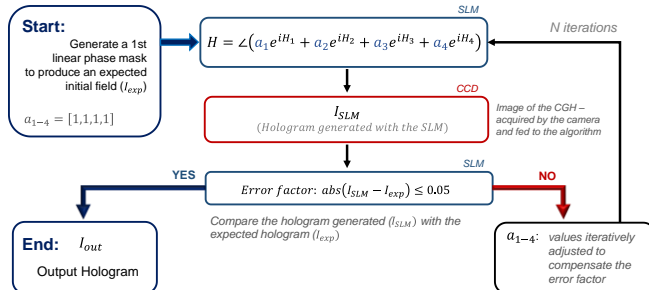 Start:
Generate a 1st
linear phase mask
to produce an expected
initial field (I_exp)
a_{1−4} = [1,1,1,1]
SLM
H = ∠(a_1e^{iH_1} + a_2e^{iH_2} + a_3e^{iH_3} + a_4e^{iH_4})
N iterations
CCD
I_SLM
(Hologram generated with the SLM)
Image of the CGH –
acquired by the camera
and fed to the algorithm
SLM
YES
Error factor: abs(I_SLM − I_exp) ≤ 0.05
NO
Compare the hologram generated (I_SLM) with the
expected hologram (I_exp)
End: I_out
Output Hologram
a_{1−4}: values iteratively
adjusted to
compensate the
error factor